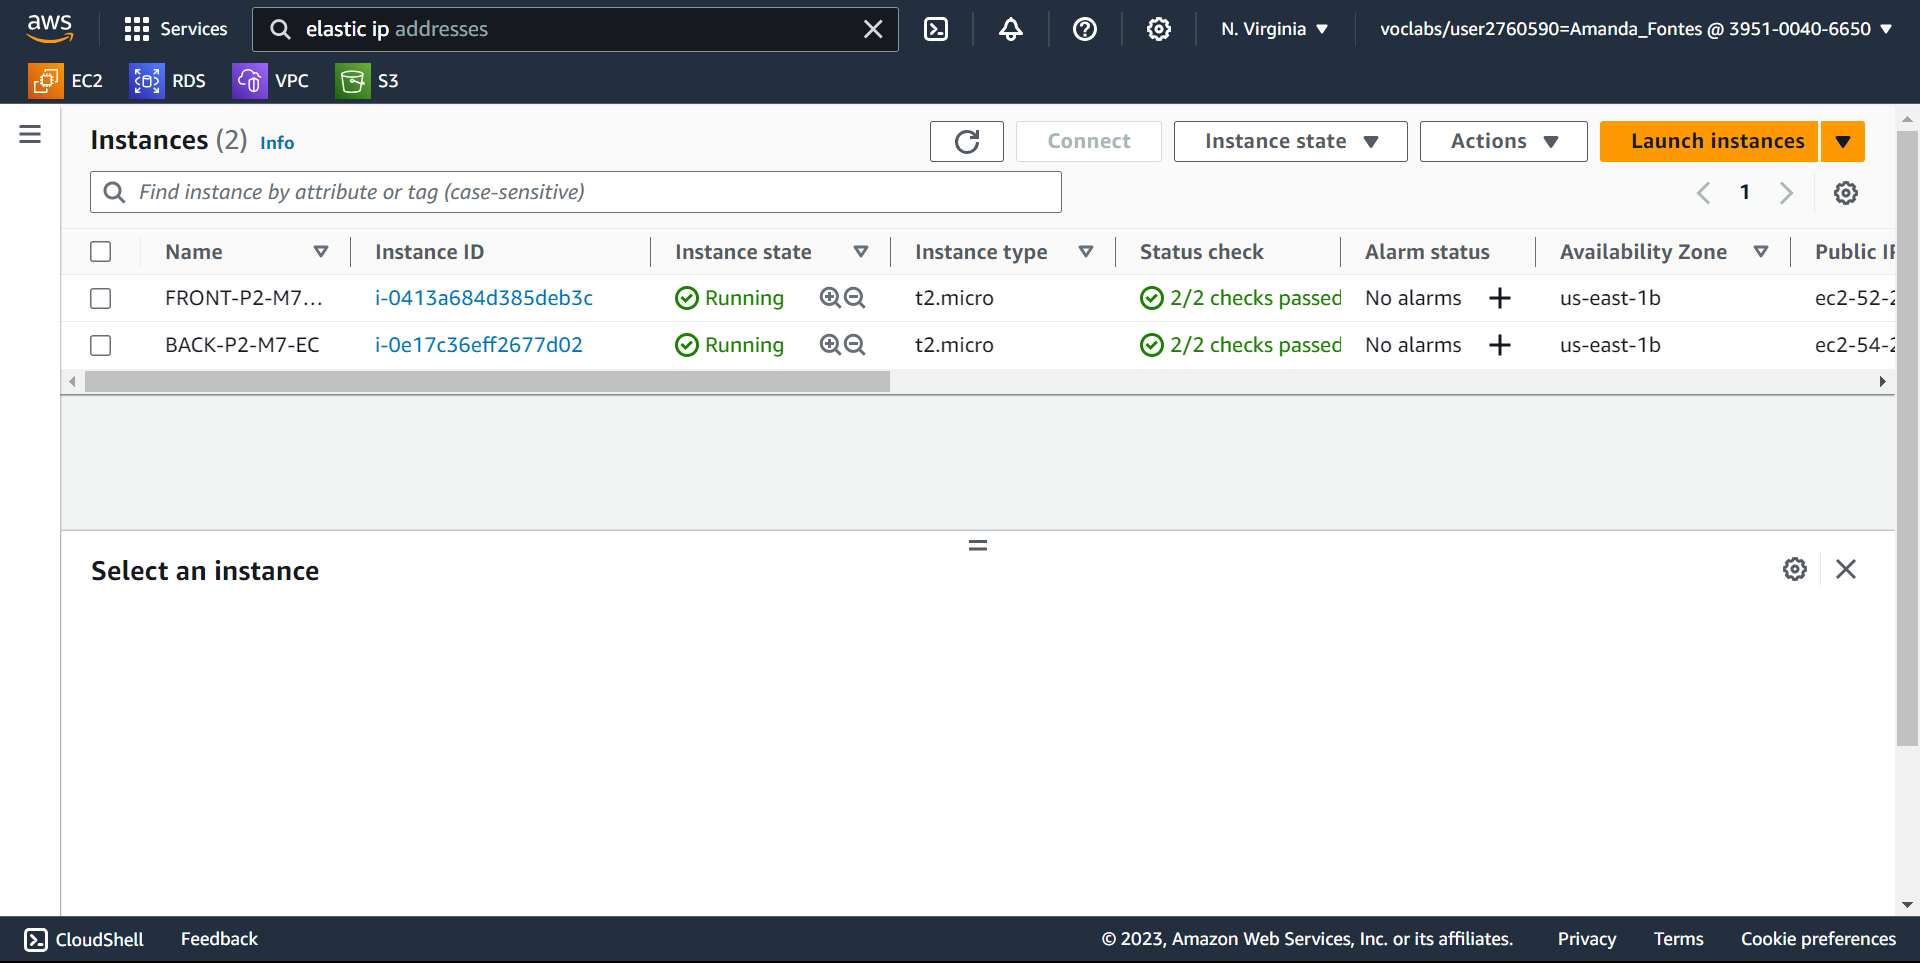 aws Services elastic ip addresses N. Virginia voclabs/user2760590=Amanda_Fontes @ 3951-0040-6650
EC2 RDS VPC S3
Instances (2) Info Connect Instance state Actions Launch instances
Find instance by attribute or tag (case-sensitive) 1
Name Instance ID Instance state Instance type Status check Alarm status Availability Zone Public IP
FRONT-P2-M7... i-0413a684d385deb3c Running t2.micro 2/2 checks passed No alarms + us-east-1b ec2-52-2
BACK-P2-M7-EC i-0e17c36eff2677d02 Running t2.micro 2/2 checks passed No alarms + us-east-1b ec2-54-2
Select an instance
CloudShell Feedback © 2023, Amazon Web Services, Inc. or its affiliates. Privacy Terms Cookie preferences